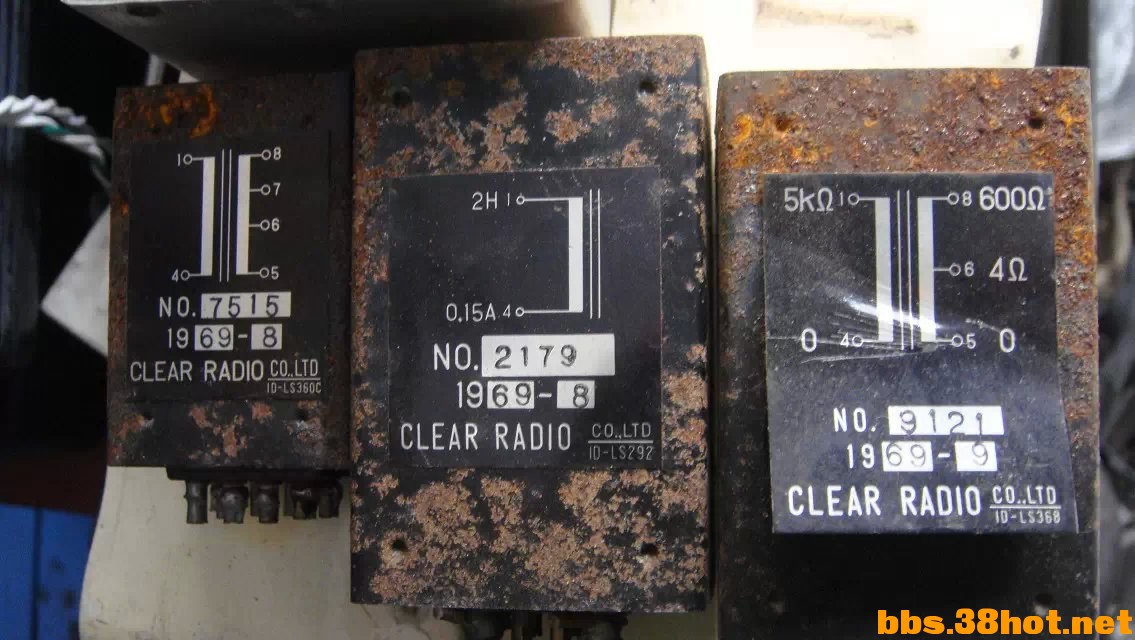 1 8
7
6
4 5
NO. 7515
1969-8
CLEAR RADIO CO.,LTD
ID-LS360C
2H 1
0.15A 4
NO. 2179
1969-8
CLEAR RADIO CO.,LTD
ID-LS292
5kΩ 1 8 600Ω
6 4Ω
0 4 5 0
NO. 9121
1969-9
CLEAR RADIO CO.,LTD
ID-LS368
bbs.38hot.net